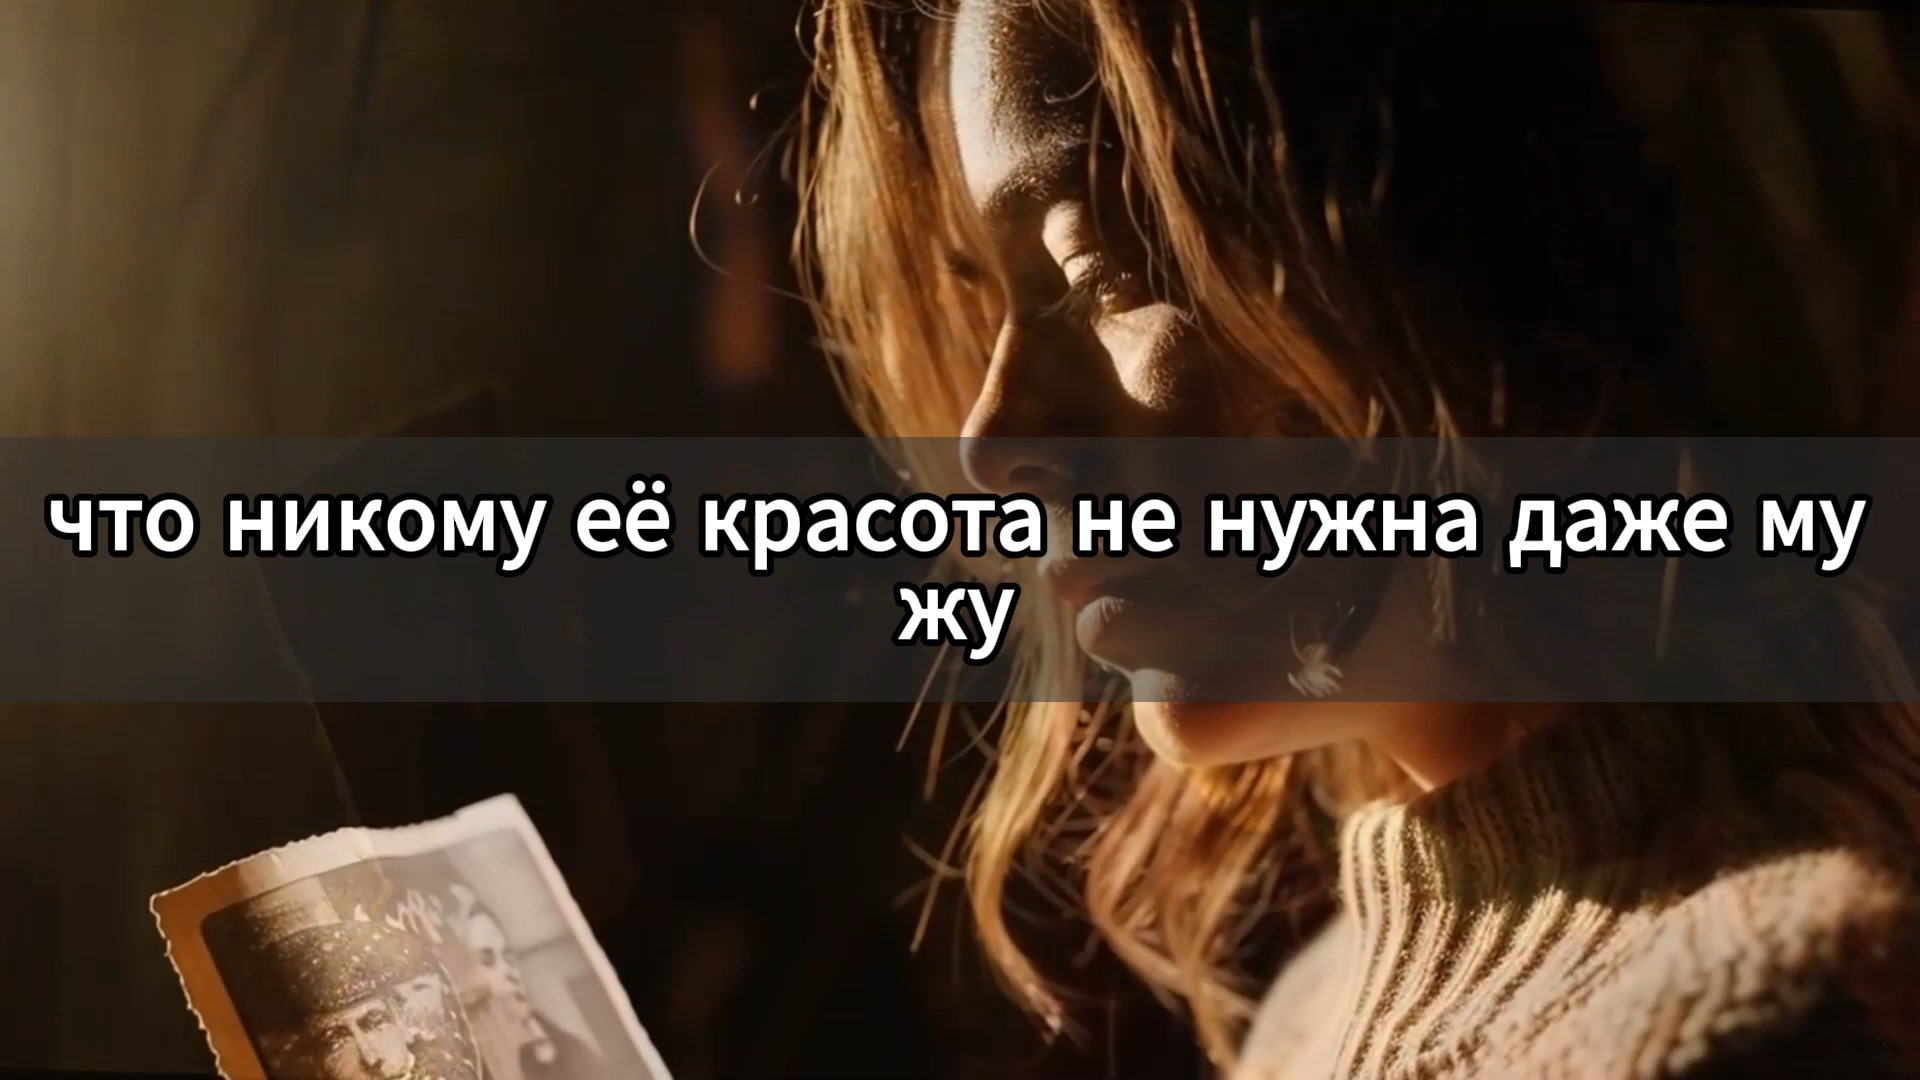 что никому её красота не нужна даже му
жу